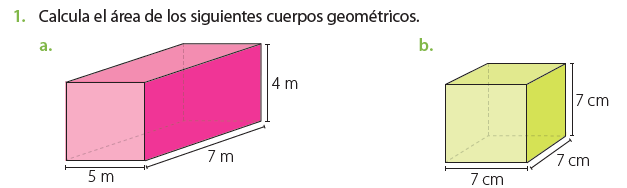 1. Calcula el área de los siguientes cuerpos geométricos.
a.
b.
4 m
7 m
5 m
7 cm
7 cm
7 cm